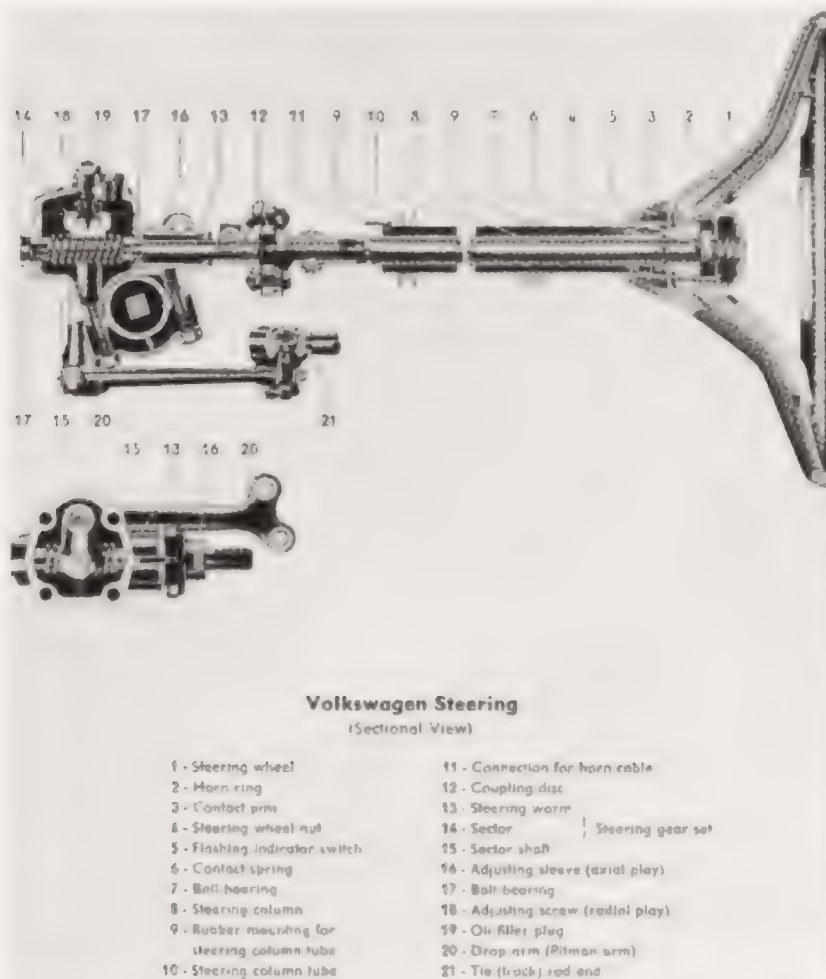 14 18 19 17 16 13 12 11 9 10 8 9 7 6 4 5 3 2 1
17 15 20 21
15 13 16 20
Volkswagen Steering
(Sectional View)
1 - Steering wheel
2 - Horn ring
3 - Contact pins
4 - Steering wheel nut
5 - Flashing indicator switch
6 - Contact spring
7 - Ball bearing
8 - Steering column
9 - Rubber mounting for
steering column tube
10 - Steering column tube
11 - Connection for horn cable
12 - Coupling disc
13 - Steering worm
14 - Sector } Steering gear set
15 - Sector shaft
16 - Adjusting sleeve (axial play)
17 - Ball bearing
18 - Adjusting screw (radial play)
19 - Oil filler plug
20 - Drop arm (Pitman arm)
21 - Tie (track) rod end